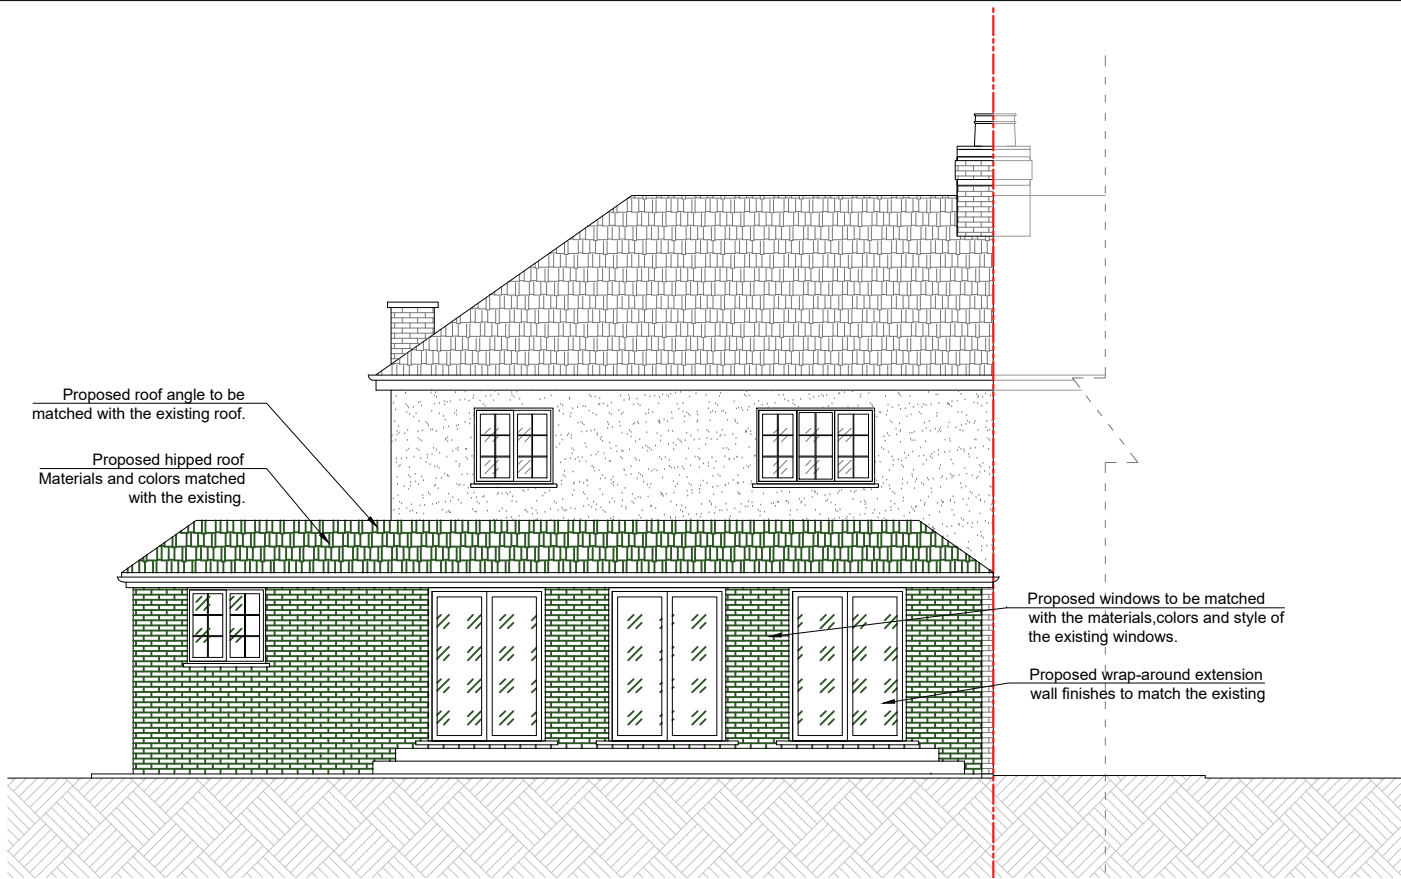 Proposed roof angle to be
matched with the existing roof.
Proposed hipped roof
Materials and colors matched
with the existing.
Proposed windows to be matched
with the materials,colors and style of
the existing windows.
Proposed wrap-around extension
wall finishes to match the existing